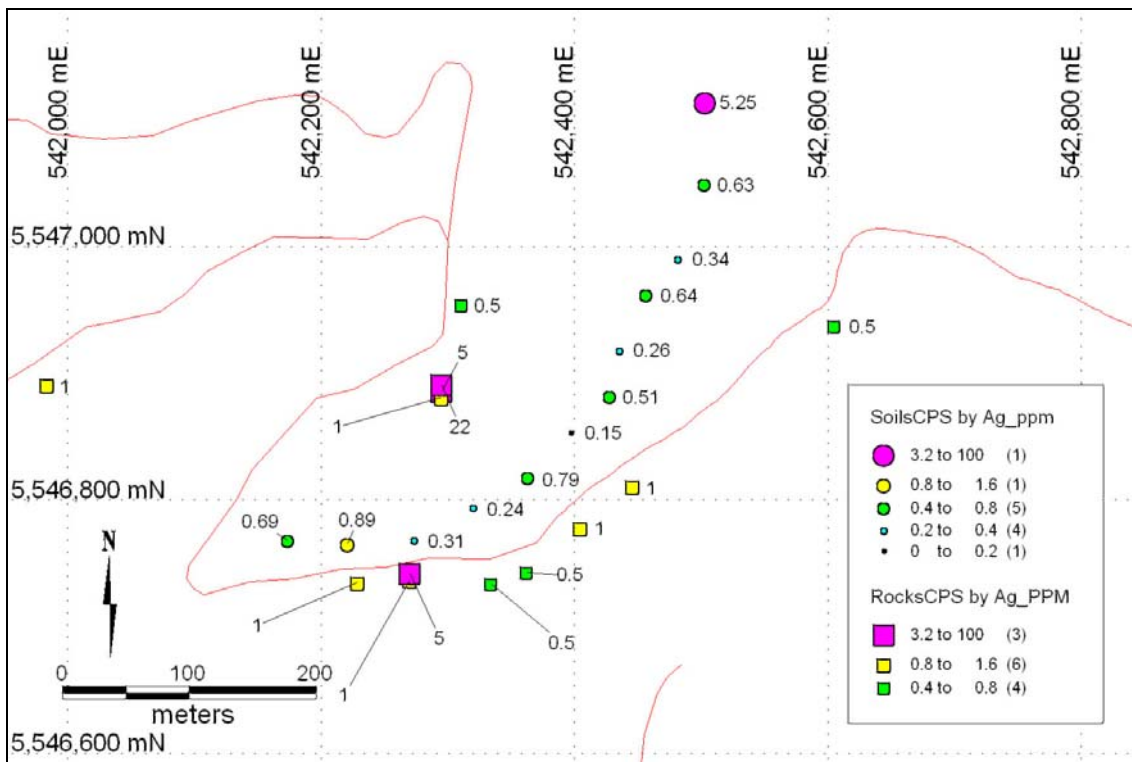 542,000 mE
542,200 mE
542,400 mE
542,600 mE
542,800 mE
5.25
0.63
5,547,000 mN
0.34
0.64
0.5
0.5
0.26
5
1
0.51
1
22
0.15
0.79
1
5,546,800 mN
0.24
1
0.69
0.89
0.31
N
0.5
1
5
0.5
1
0 100 200
meters
5,546,600 mN
SoilsCPS by Ag_ppm
3.2 to 100 (1)
0.8 to 1.6 (1)
0.4 to 0.8 (5)
0.2 to 0.4 (4)
0 to 0.2 (1)
RocksCPS by Ag_PPM
3.2 to 100 (3)
0.8 to 1.6 (6)
0.4 to 0.8 (4)